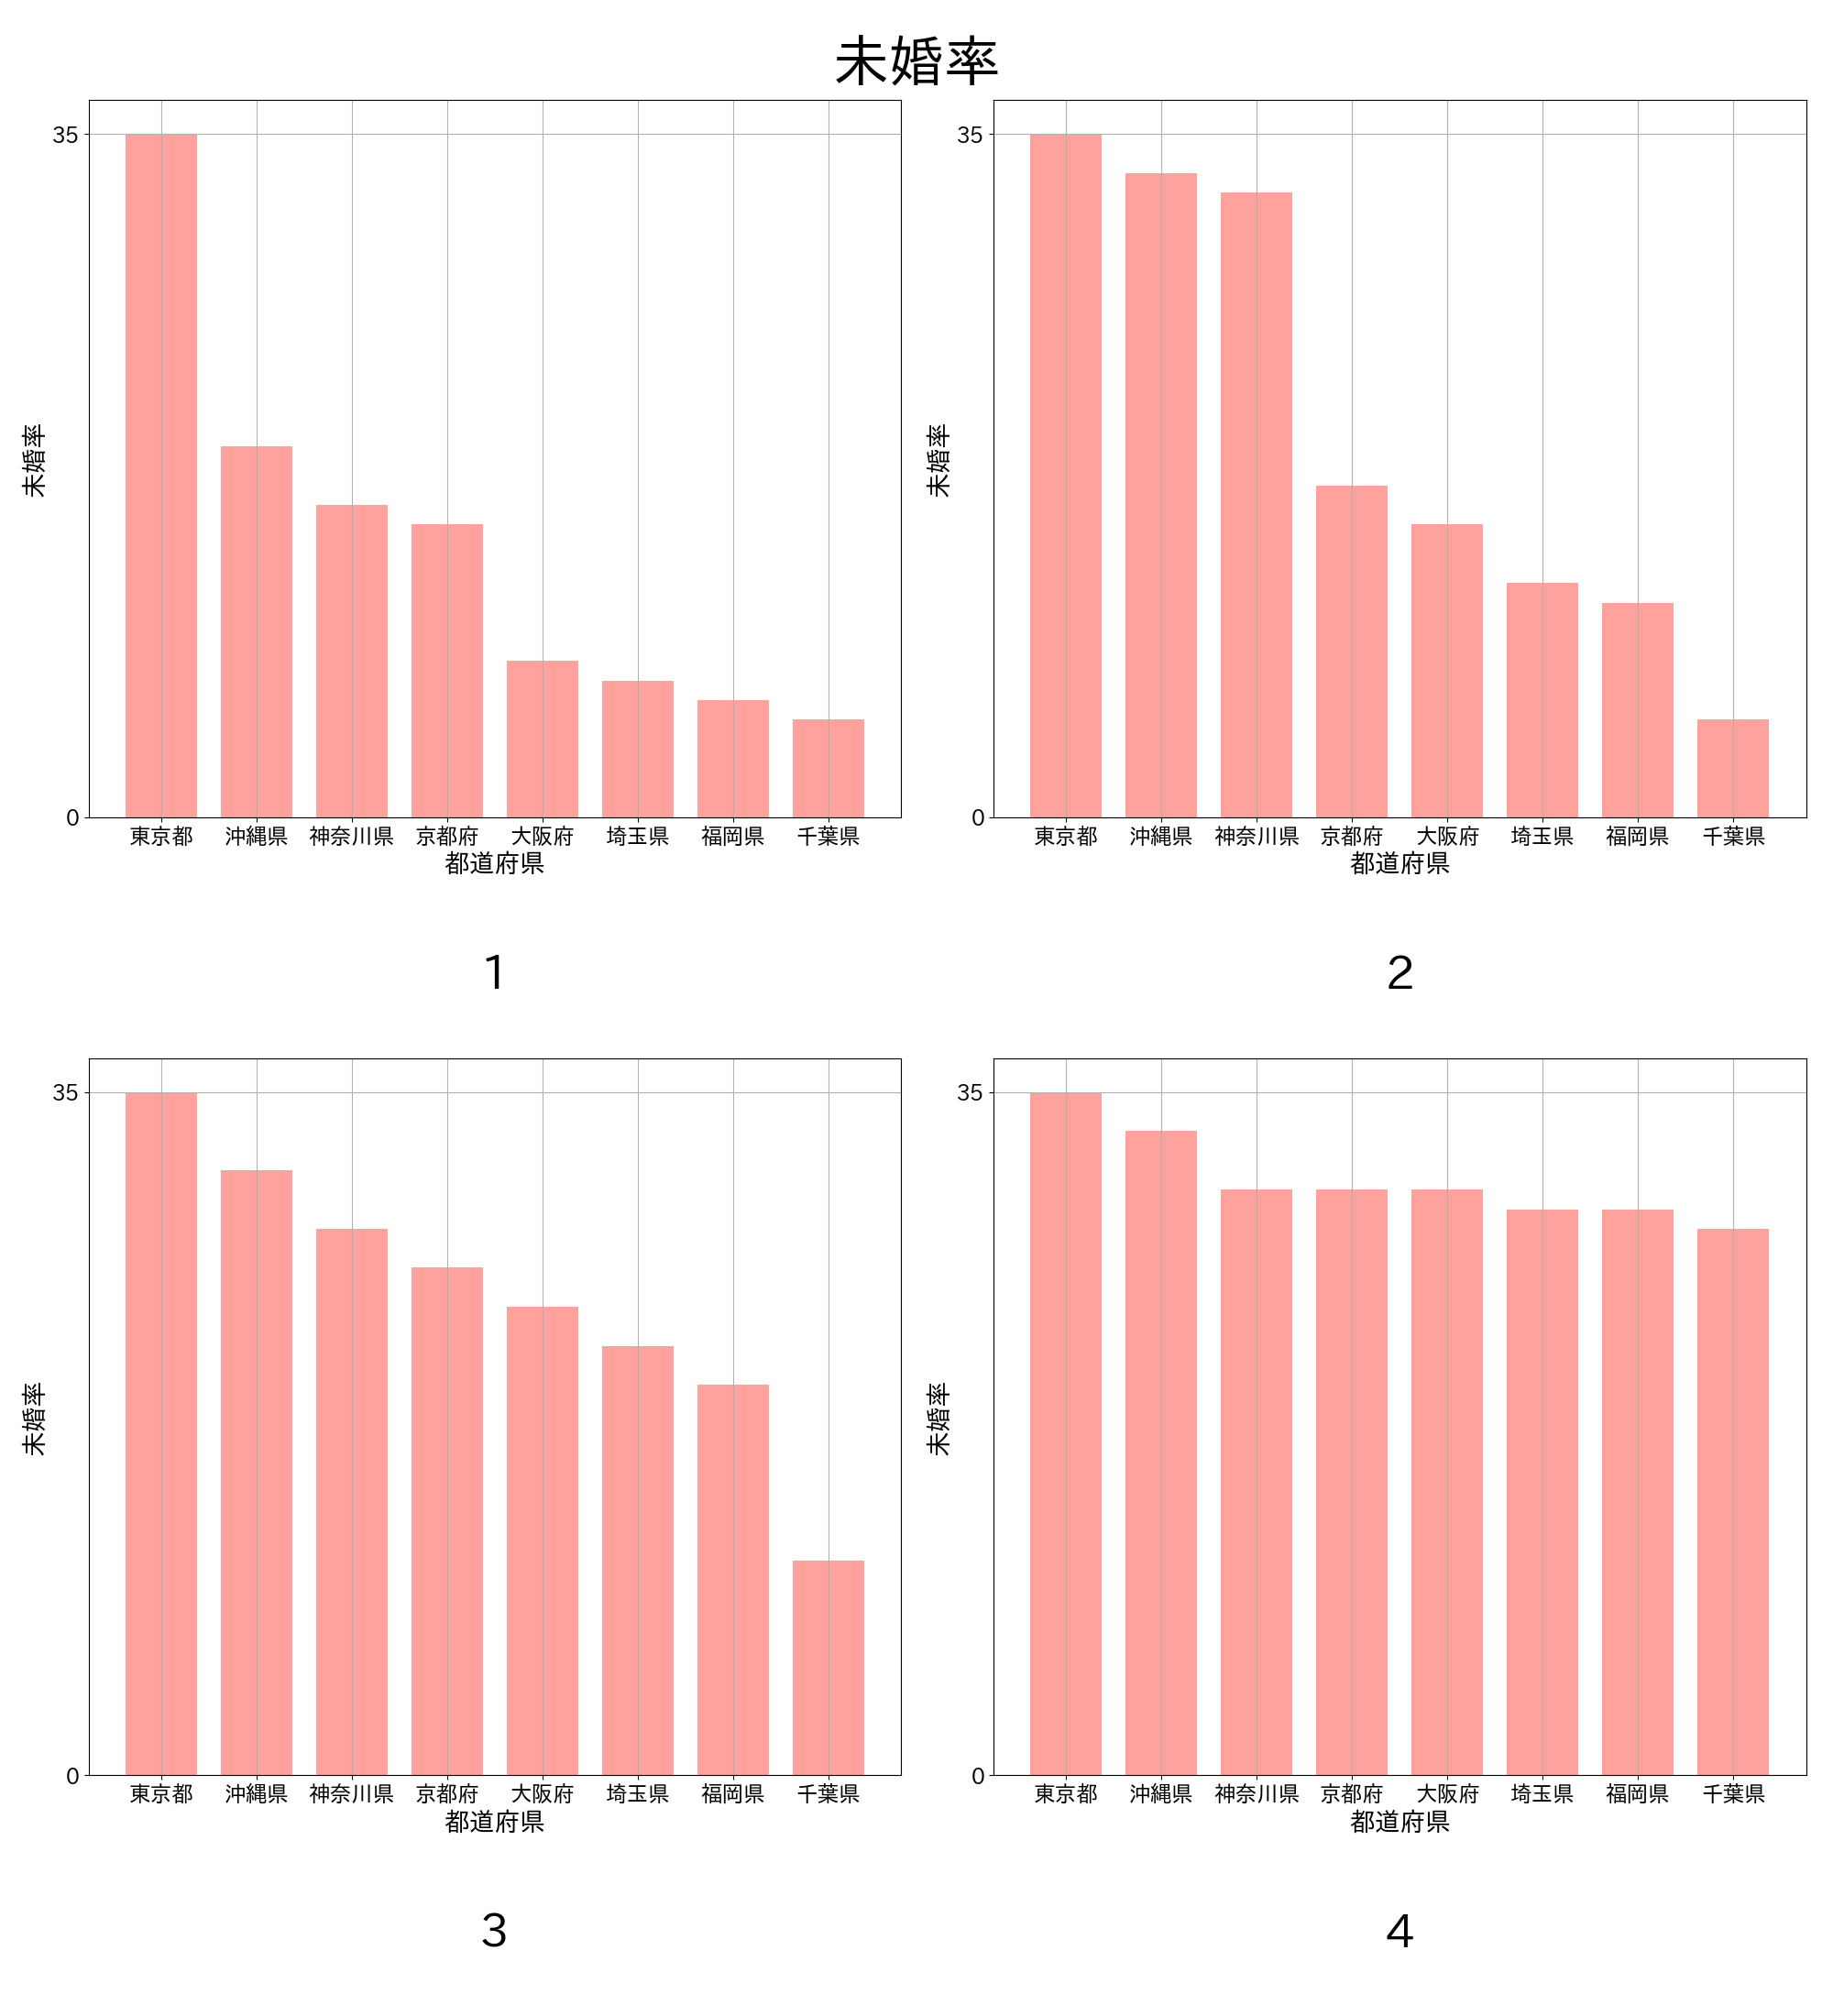 未婚率
35
0
未婚率
東京都 沖縄県 神奈川県 京都府 大阪府 埼玉県 福岡県 千葉県
都道府県
1
35
0
未婚率
東京都 沖縄県 神奈川県 京都府 大阪府 埼玉県 福岡県 千葉県
都道府県
2
35
0
未婚率
東京都 沖縄県 神奈川県 京都府 大阪府 埼玉県 福岡県 千葉県
都道府県
3
35
0
未婚率
東京都 沖縄県 神奈川県 京都府 大阪府 埼玉県 福岡県 千葉県
都道府県
4